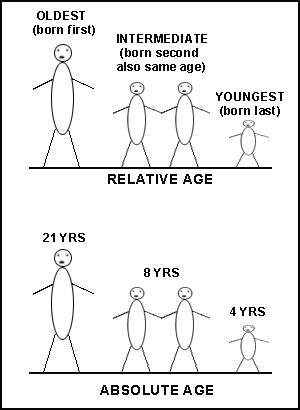 OLDEST
(born first)
INTERMEDIATE
(born second
also same age)
YOUNGEST
(born last)
RELATIVE AGE
21 YRS
8 YRS
4 YRS
ABSOLUTE AGE